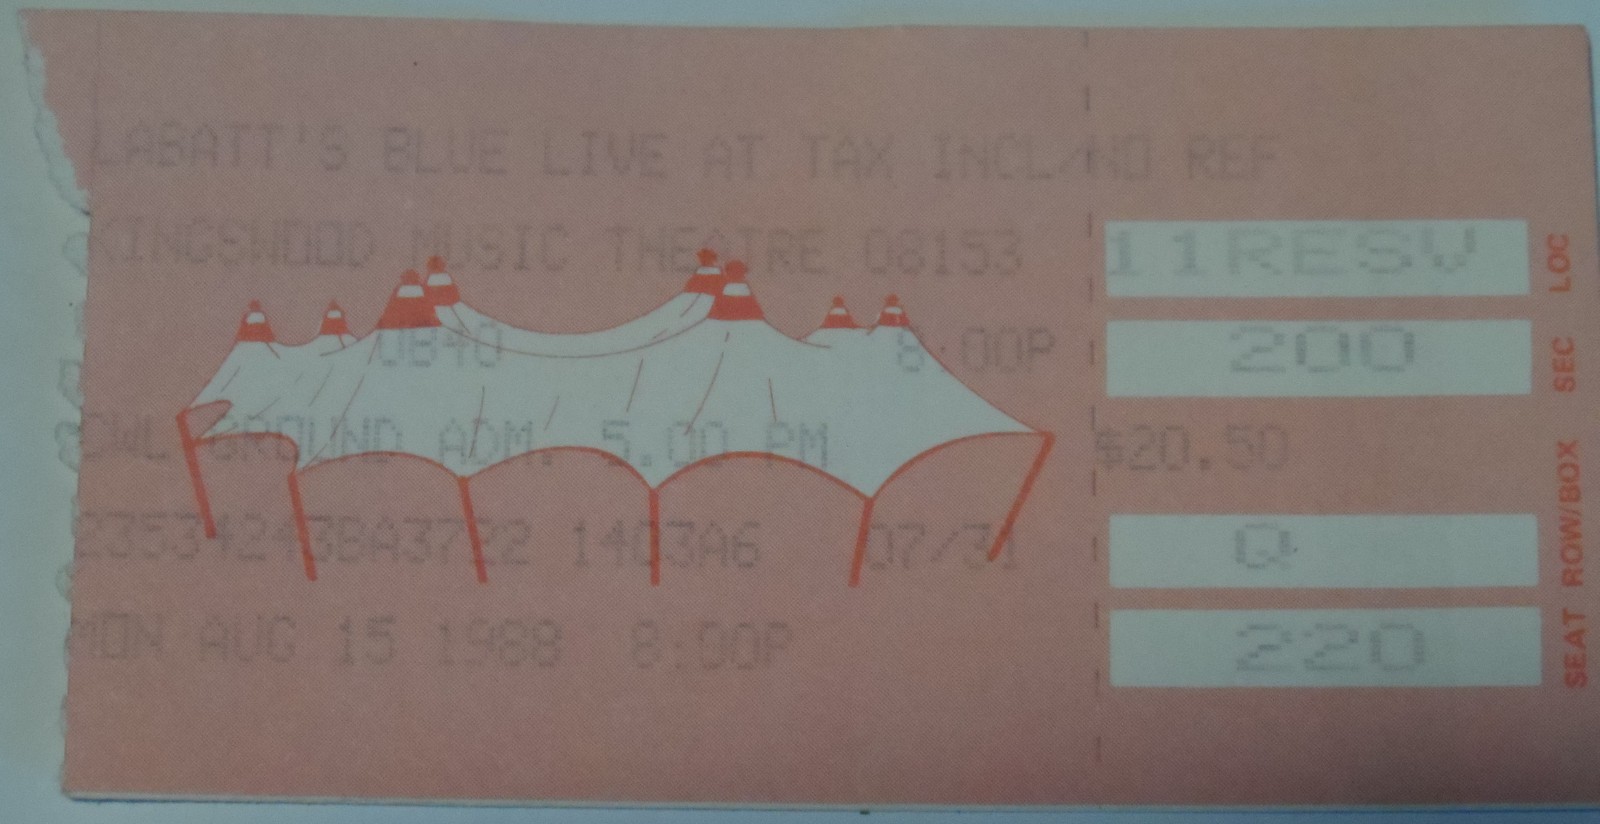 LABATT'S BLUE LIVE AT TAX INCL/NO REF
KINGSWOOD MUSIC THEATRE 08153 11RESV LOC
0840 8:00P 200 SEC
GROUND ADM. 5.00 PM $20.50
1403A6 07/31 Q ROW/BOX
MON AUG 15 1988 8:00P 220 SEAT